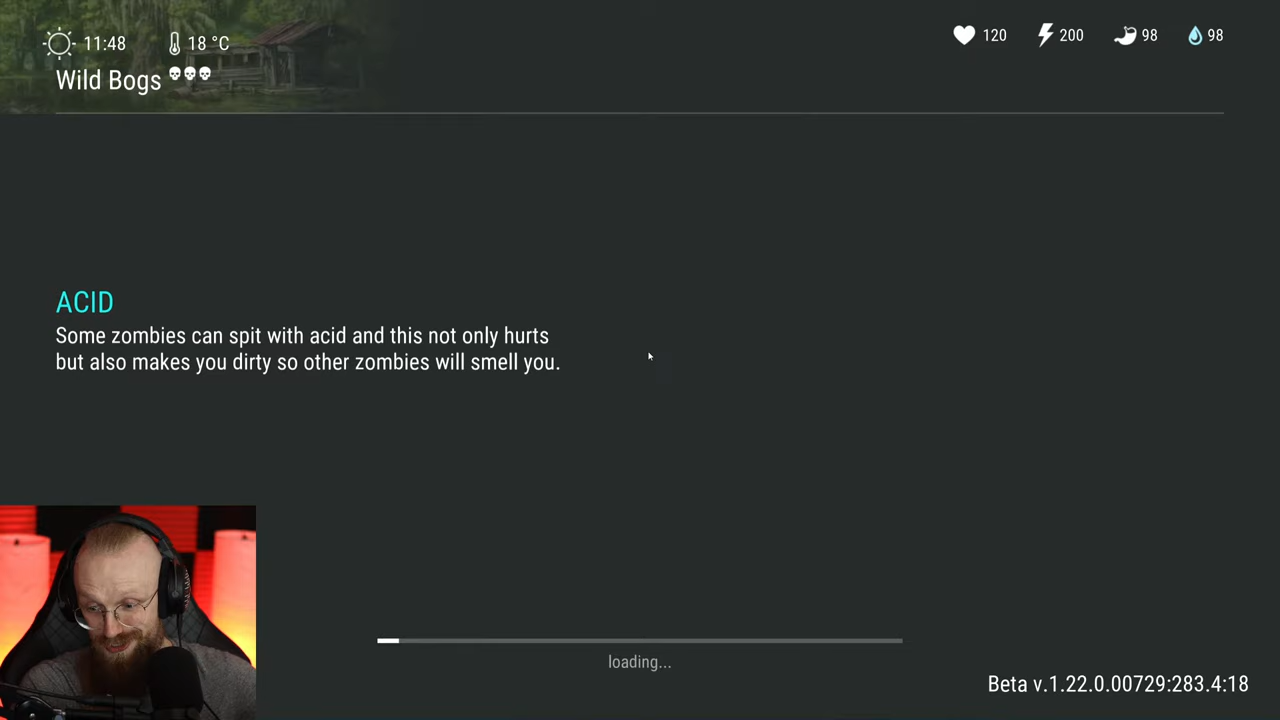 11:48
18 °C
120
200
98
98
Wild Bogs
ACID
Some zombies can spit with acid and this not only hurts
but also makes you dirty so other zombies will smell you.
loading...
Beta v.1.22.0.00729:283.4:18